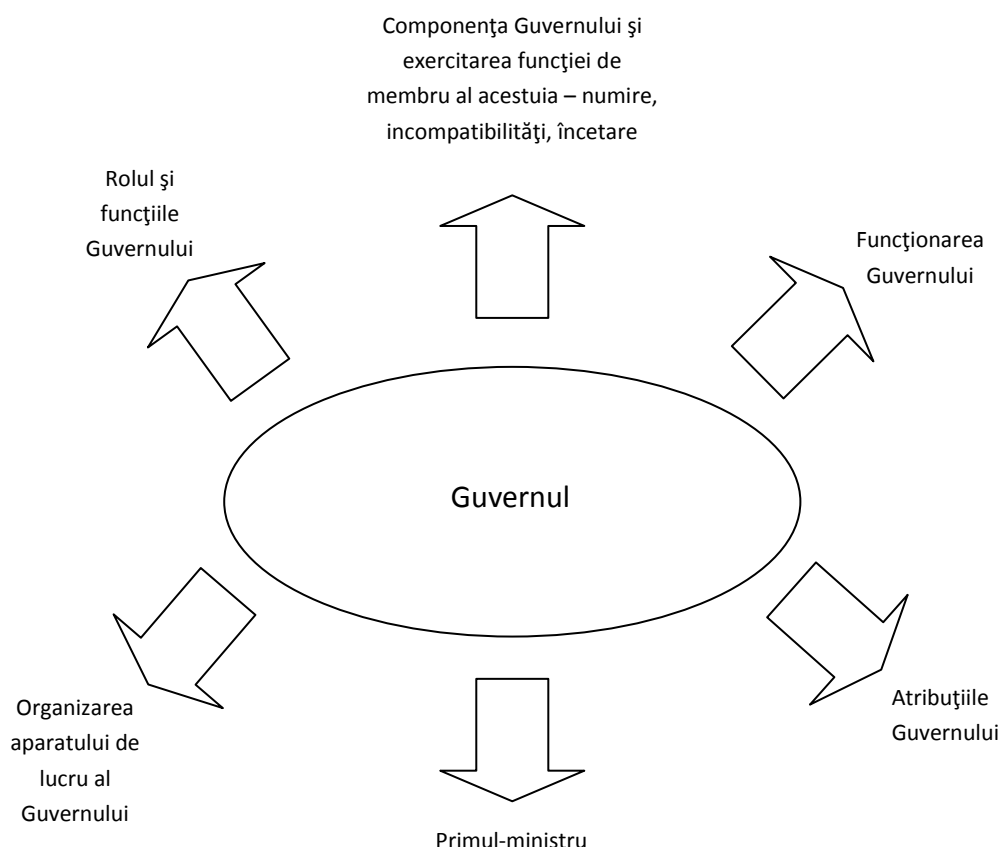 Componenţa Guvernului şi
exercitarea funcţiei de
membru al acestuia – numire,
incompatibilităţi, încetare
Rolul şi
funcţiile
Guvernului
Funcţionarea
Guvernului
Guvernul
Organizarea
aparatului de
lucru al
Guvernului
Primul-ministru
Atribuţiile
Guvernului